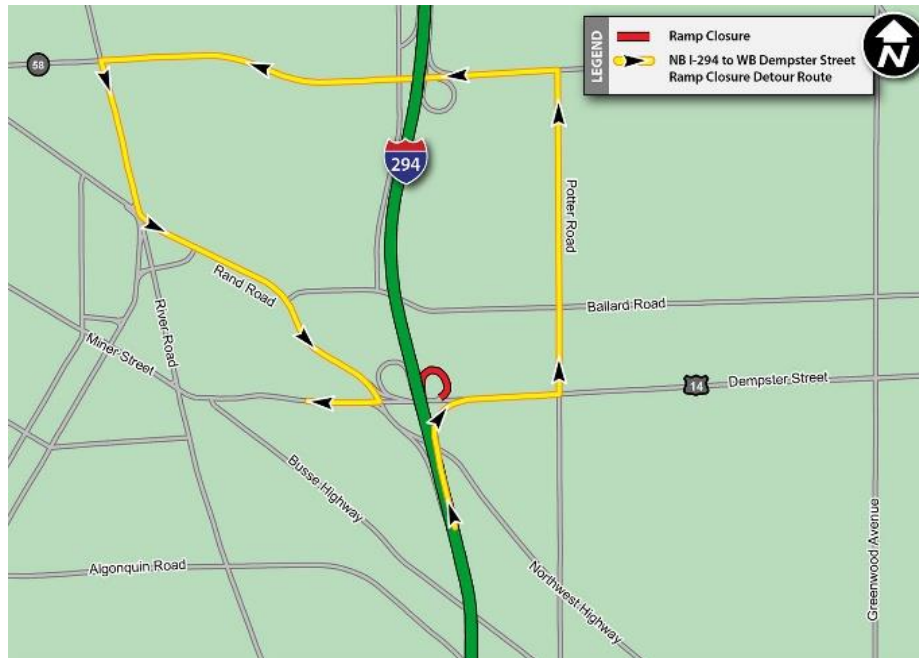 LEGEND
Ramp Closure
NB I-294 to WB Dempster Street
Ramp Closure Detour Route
N
58
294
Potter Road
Rand Road
Ballard Road
River Road
Miner Street
14
Dempster Street
Busse Highway
Algonquin Road
Northwest Highway
Greenwood Avenue